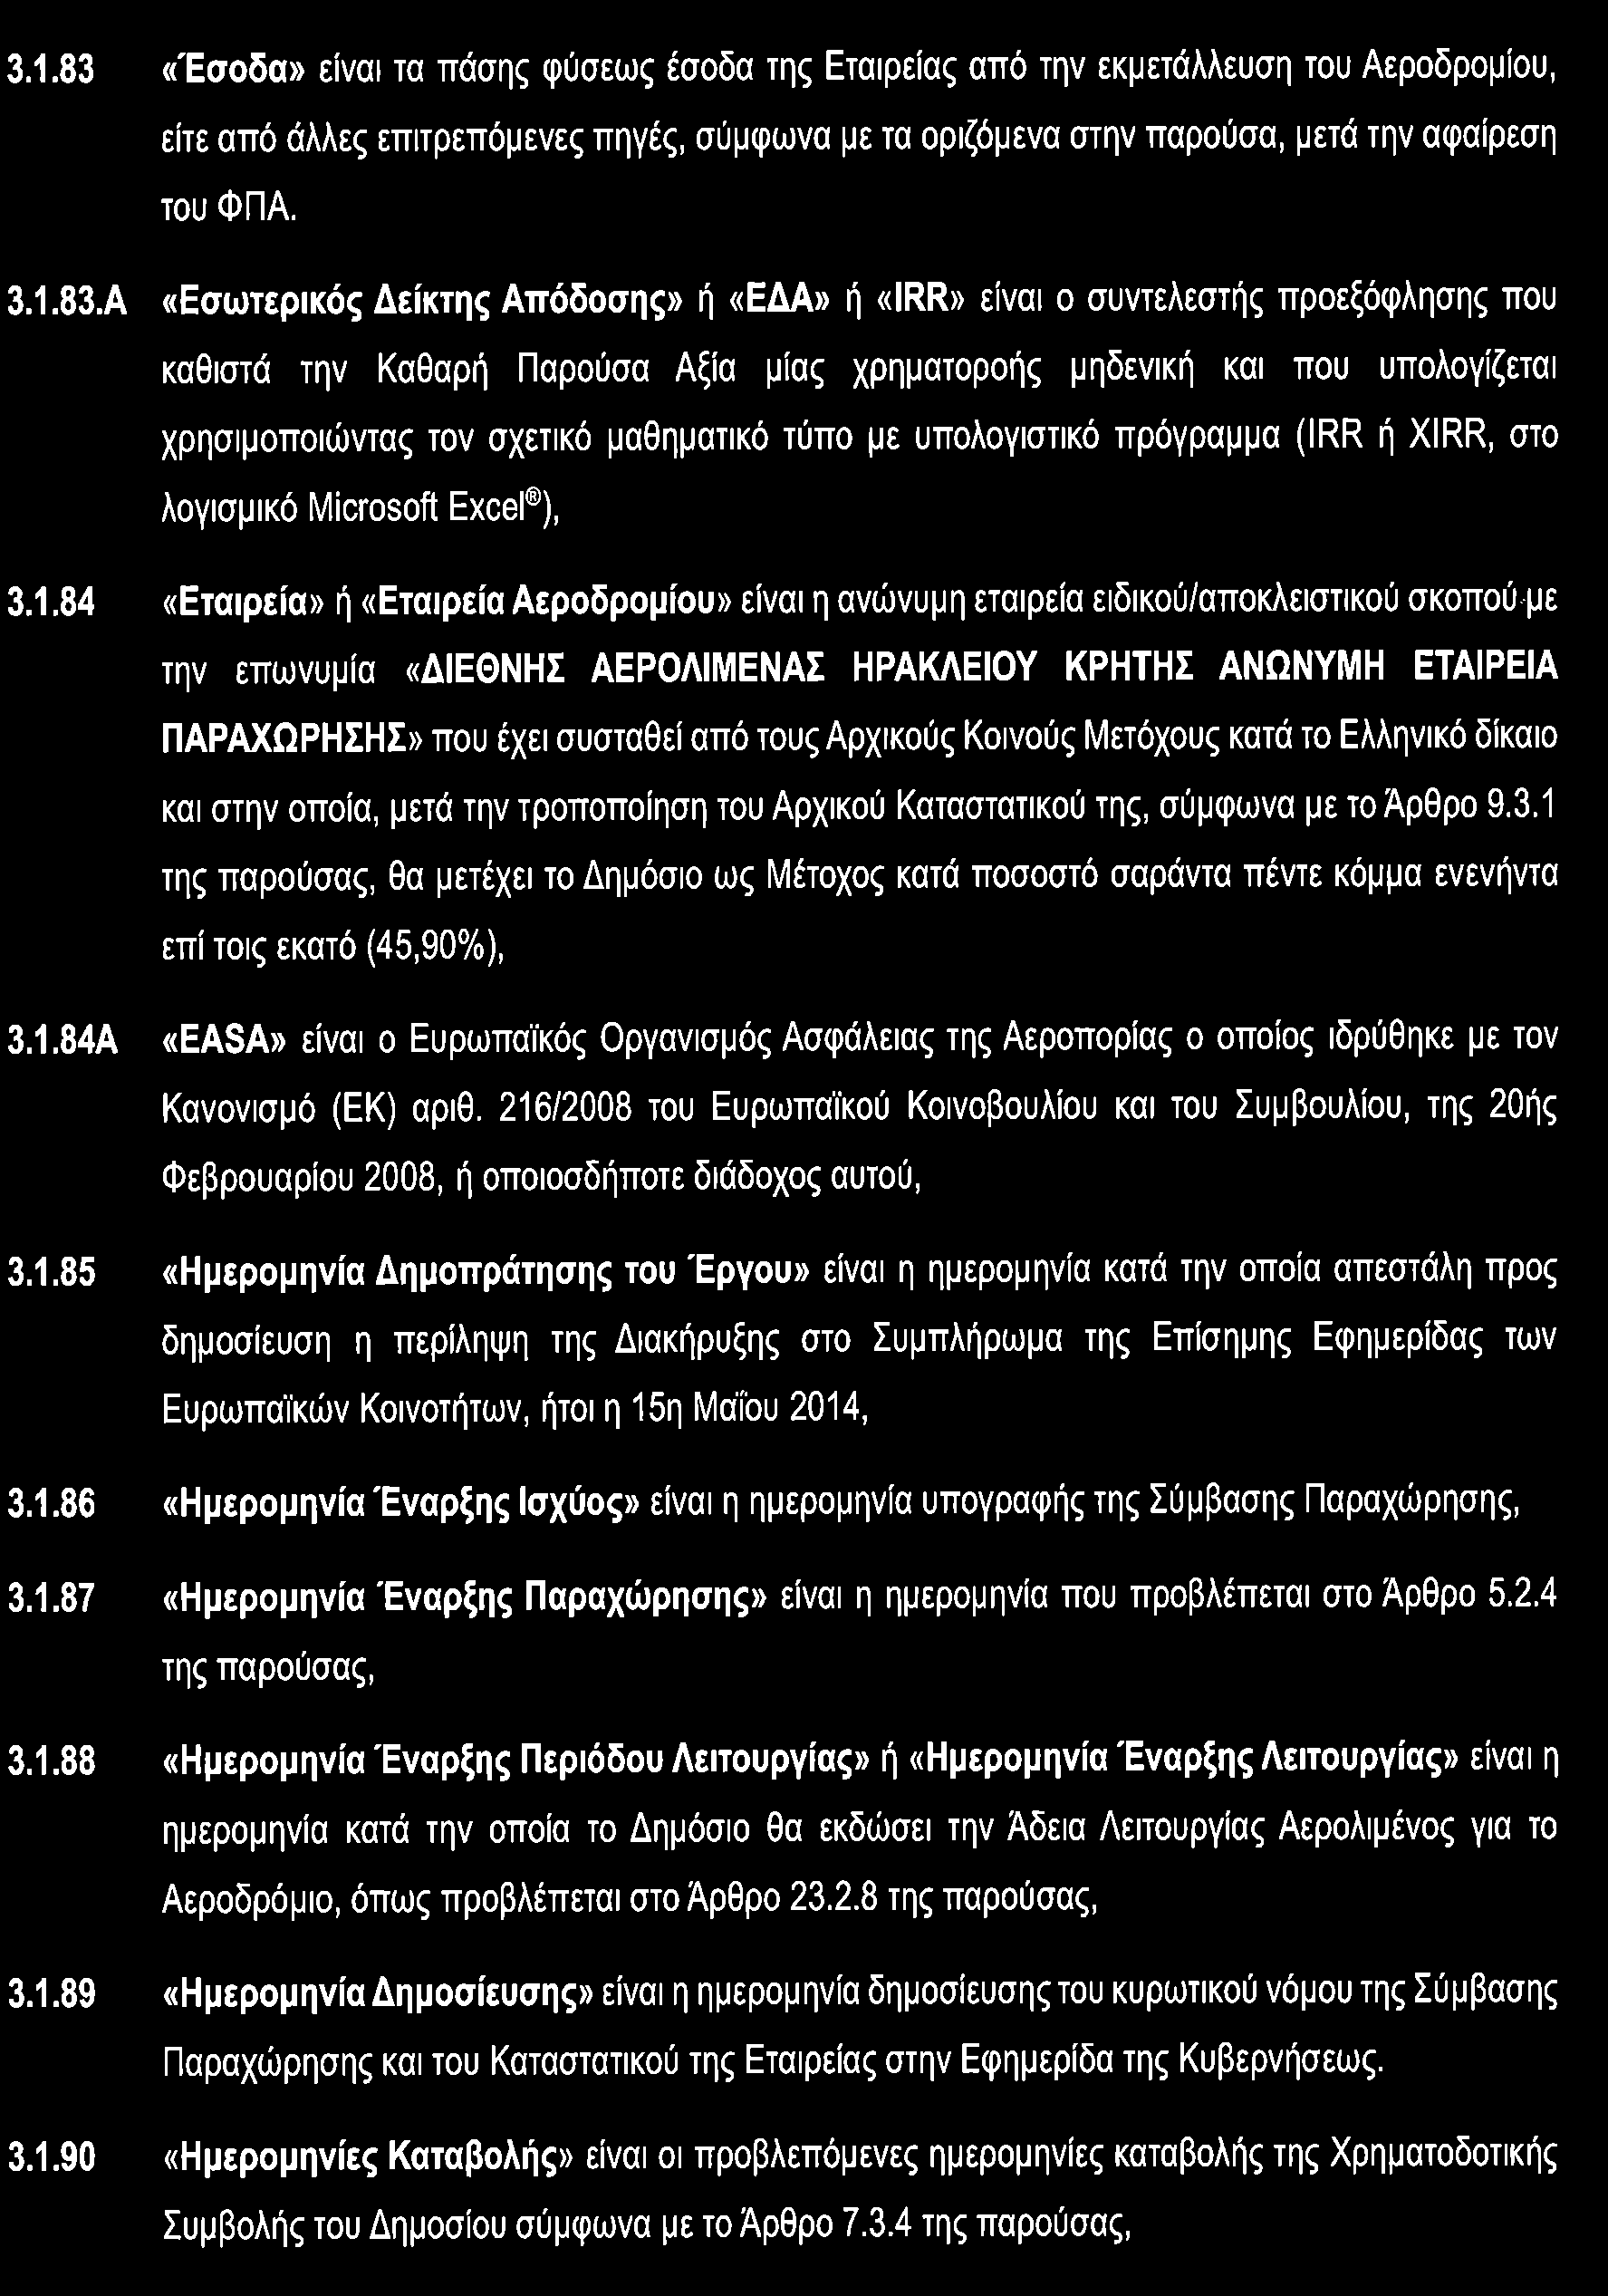 3.1.83 «Έσοδα» είναι τα πάσης φύσεως έσοδα της Εταιρείας από την εκμετάλλευση του Αεροδρομίου,
είτε από άλλες επιτρεπόμενες πηγές, σύμφωνα με τα οριζόμενα στην παρούσα, μετά την αφαίρεση
του ΦΠΑ.
3.1.83.Α «Εσωτερικός Δείκτης Απόδοσης» ή «ΕΔΑ» ή «IRR» είναι ο συντελεστής προεξόφλησης που
καθιστά την Καθαρή Παρούσα Αξία μίας χρηματοροής μηδενική και που υπολογίζεται
χρησιμοποιώντας τον σχετικό μαθηματικό τύπο με υπολογιστικό πρόγραμμα (IRR ή XIRR, στο
λογισμικό Microsoft Excel®),
3.1.84 «Εταιρεία» ή «Εταιρεία Αεροδρομίου» είναι η ανώνυμη εταιρεία ειδικού/αποκλειστικού σκοπού με
την επωνυμία «ΔΙΕΘΝΗΣ ΑΕΡΟΛΙΜΕΝΑΣ ΗΡΑΚΛΕΙΟΥ ΚΡΗΤΗΣ ΑΝΩΝΥΜΗ ΕΤΑΙΡΕΙΑ
ΠΑΡΑΧΩΡΗΣΗΣ» που έχει συσταθεί από τους Αρχικούς Κοινούς Μετόχους κατά το Ελληνικό δίκαιο
και στην οποία, μετά την τροποποίηση του Αρχικού Καταστατικού της, σύμφωνα με το Άρθρο 9.3.1
της παρούσας, θα μετέχει το Δημόσιο ως Μέτοχος κατά ποσοστό σαράντα πέντε κόμμα ενενήντα
επί τοις εκατό (45,90%),
3.1.84Α «EASA» είναι ο Ευρωπαϊκός Οργανισμός Ασφάλειας της Αεροπορίας ο οποίος ιδρύθηκε με τον
Κανονισμό (ΕΚ) αριθ. 216/2008 του Ευρωπαϊκού Κοινοβουλίου και του Συμβουλίου, της 20ής
Φεβρουαρίου 2008, ή οποιοσδήποτε διάδοχος αυτού,
3.1.85 «Ημερομηνία Δημοπράτησης του Έργου» είναι η ημερομηνία κατά την οποία απεστάλη προς
δημοσίευση η περίληψη της Διακήρυξης στο Συμπλήρωμα της Επίσημης Εφημερίδας των
Ευρωπαϊκών Κοινοτήτων, ήτοι η 15η Μαΐου 2014,
3.1.86 «Ημερομηνία Έναρξης Ισχύος» είναι η ημερομηνία υπογραφής της Σύμβασης Παραχώρησης,
3.1.87 «Ημερομηνία Έναρξης Παραχώρησης» είναι η ημερομηνία που προβλέπεται στο Άρθρο 5.2.4
της παρούσας,
3.1.88 «Ημερομηνία Έναρξης Περιόδου Λειτουργίας» ή «Ημερομηνία Έναρξης Λειτουργίας» είναι η
ημερομηνία κατά την οποία το Δημόσιο θα εκδώσει την Άδεια Λειτουργίας Αερολιμένος για το
Αεροδρόμιο, όπως προβλέπεται στο Άρθρο 23.2.8 της παρούσας,
3.1.89 «Ημερομηνία Δημοσίευσης» είναι η ημερομηνία δημοσίευσης του κυρωτικού νόμου της Σύμβασης
Παραχώρησης και του Καταστατικού της Εταιρείας στην Εφημερίδα της Κυβερνήσεως.
3.1.90 «Ημερομηνίες Καταβολής» είναι οι προβλεπόμενες ημερομηνίες καταβολής της Χρηματοδοτικής
Συμβολής του Δημοσίου σύμφωνα με το Άρθρο 7.3.4 της παρούσας,